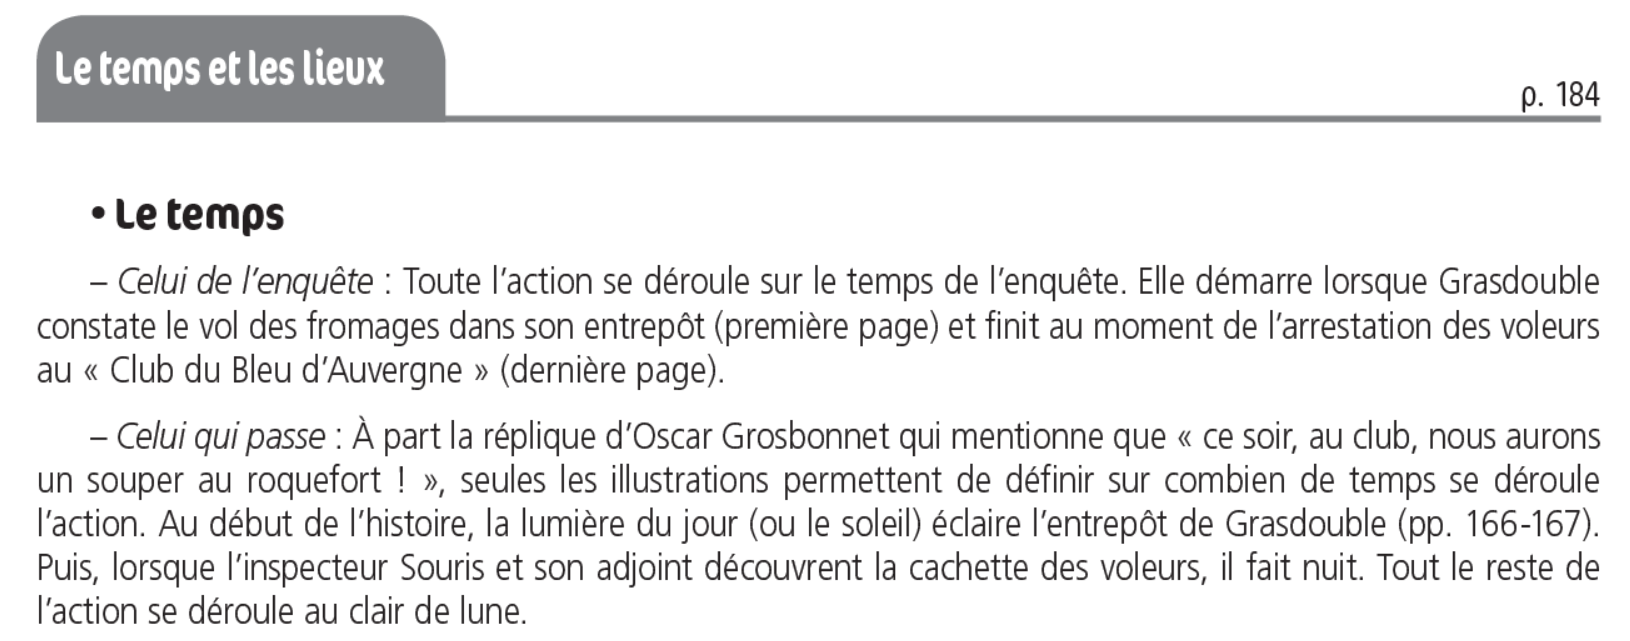 Le temps et les lieux
p. 184
• Le temps
– Celui de l'enquête : Toute l'action se déroule sur le temps de l'enquête. Elle démarre lorsque Grasdouble
constate le vol des fromages dans son entrepôt (première page) et finit au moment de l'arrestation des voleurs
au « Club du Bleu d'Auvergne » (dernière page).
– Celui qui passe : À part la réplique d'Oscar Grosbonnet qui mentionne que « ce soir, au club, nous aurons
un souper au roquefort ! », seules les illustrations permettent de définir sur combien de temps se déroule
l'action. Au début de l'histoire, la lumière du jour (ou le soleil) éclaire l'entrepôt de Grasdouble (pp. 166-167).
Puis, lorsque l'inspecteur Souris et son adjoint découvrent la cachette des voleurs, il fait nuit. Tout le reste de
l'action se déroule au clair de lune.